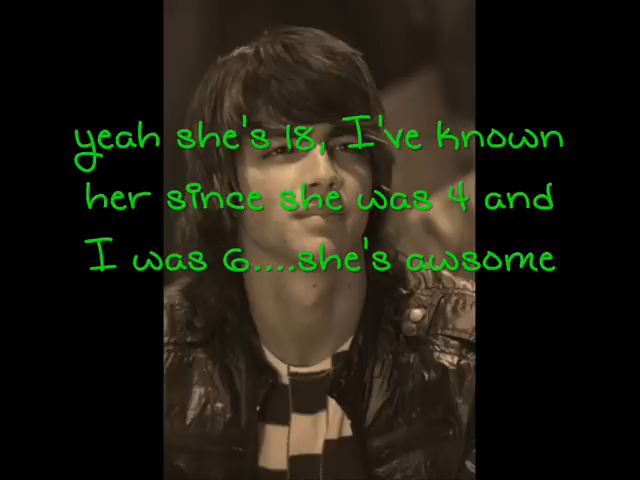 yeah she's 18, I've known
her since she was 4 and
I was 6....she's awsome